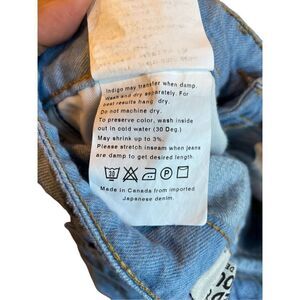 Indigo may transfer when damp.
Wash and dry separately. For
best results hang dry.
Do not machine dry.
To preserve color, wash inside
out in cold water (30 Deg.)
May shrink up to 3%.
Please stretch inseam when jeans
are damp to get desired length.
30
P
Made in Canada from imported
Japanese denim.